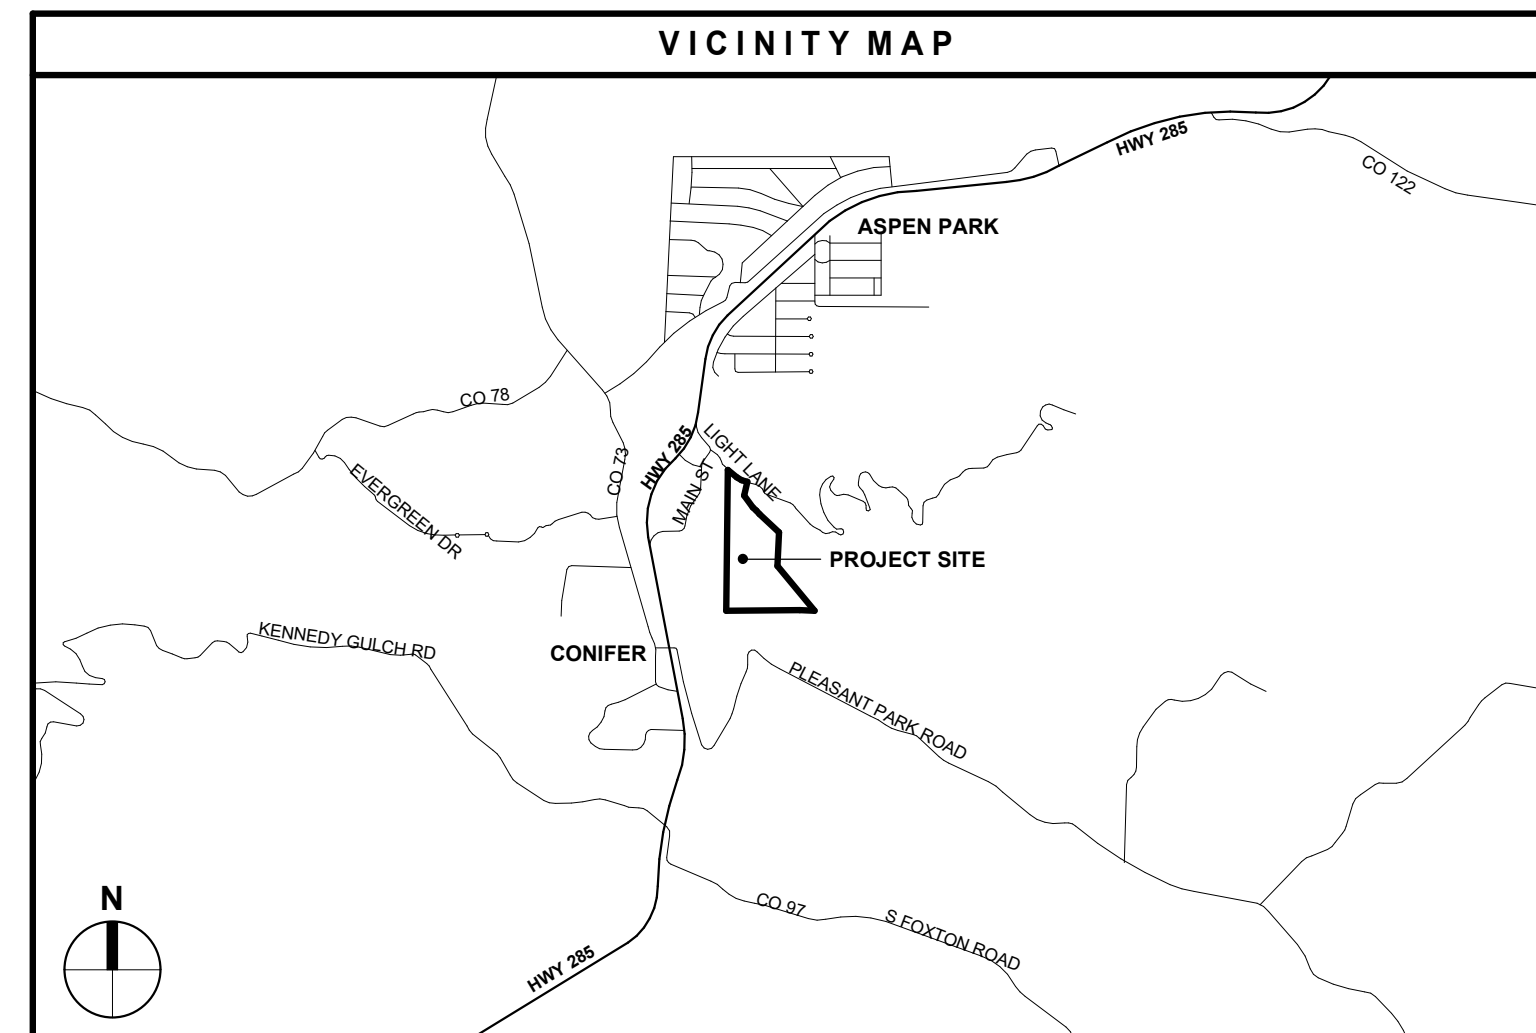 VICINITY MAP
HWY 285
CO 122
ASPEN PARK
CO 78
LIGHT LANE
HWY 285
CO 73
MAIN ST
EVERGREEN DR
PROJECT SITE
KENNEDY GULCH RD
CONIFER
PLEASANT PARK ROAD
N
CO 97
S FOXTON ROAD
HWY 285